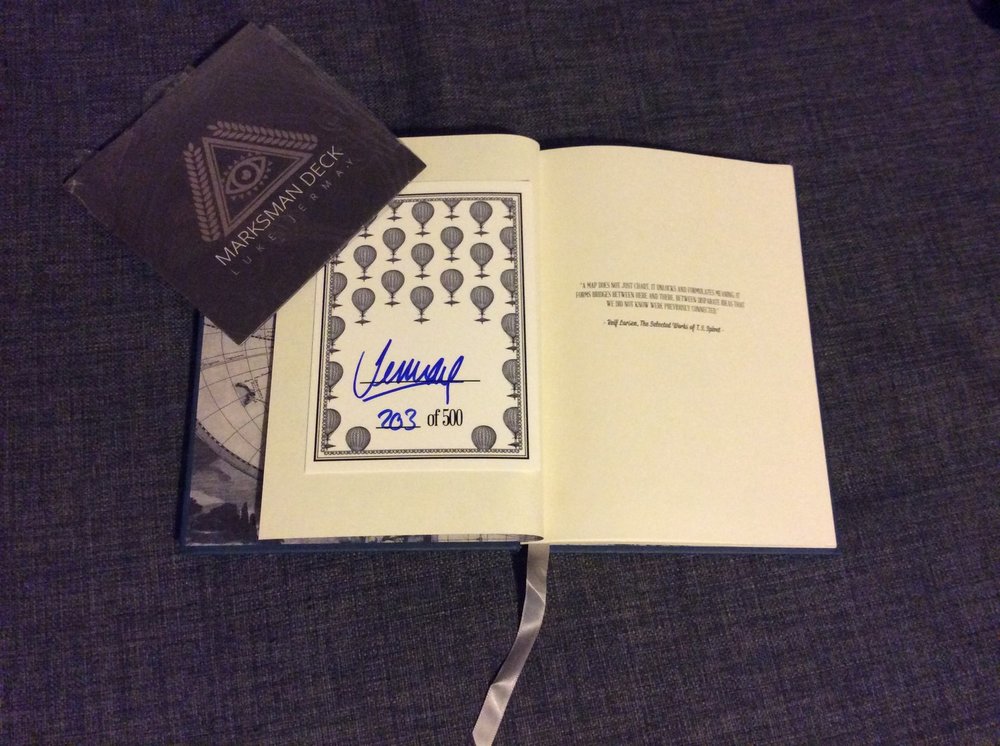 MARKSMAN DECK
LUKE JERMAY
Jermay
203 of 500
"A MAP DOES NOT JUST CHART, IT UNLOCKS AND FORMULATES MEANING; IT
FORMS BRIDGES BETWEEN HERE AND THERE, BETWEEN DISPARATE IDEAS THAT
WE DID NOT KNOW WERE PREVIOUSLY CONNECTED."
- Reif Larsen, The Selected Works of T.S. Spivet -